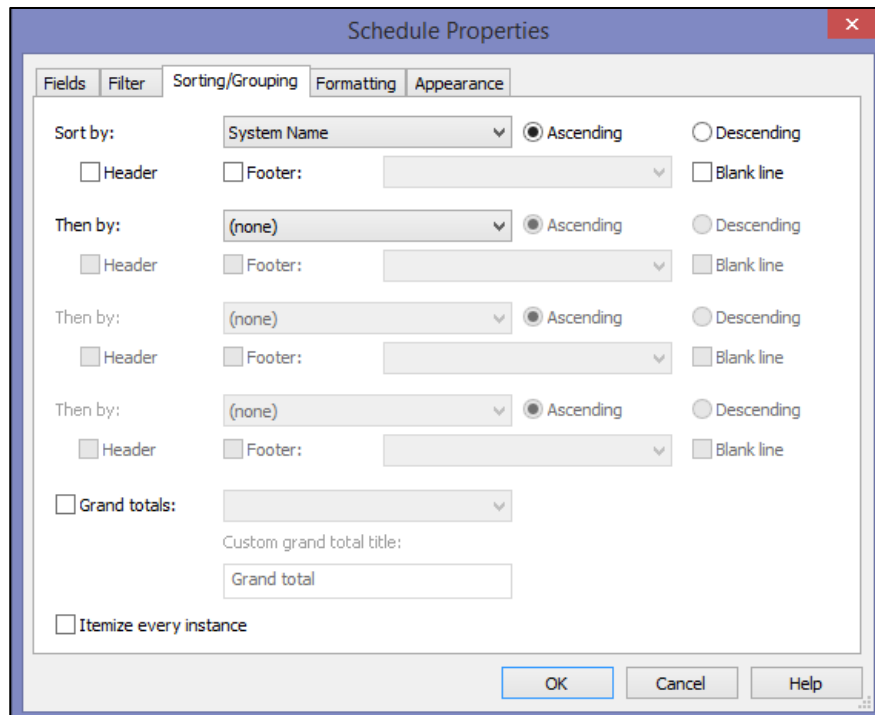 Schedule Properties
Fields Filter Sorting/Grouping Formatting Appearance
Sort by: System Name Ascending Descending
Header Footer: Blank line
Then by: (none) Ascending Descending
Header Footer: Blank line
Then by: (none) Ascending Descending
Header Footer: Blank line
Then by: (none) Ascending Descending
Header Footer: Blank line
Grand totals:
Custom grand total title:
Grand total
Itemize every instance
OK Cancel Help